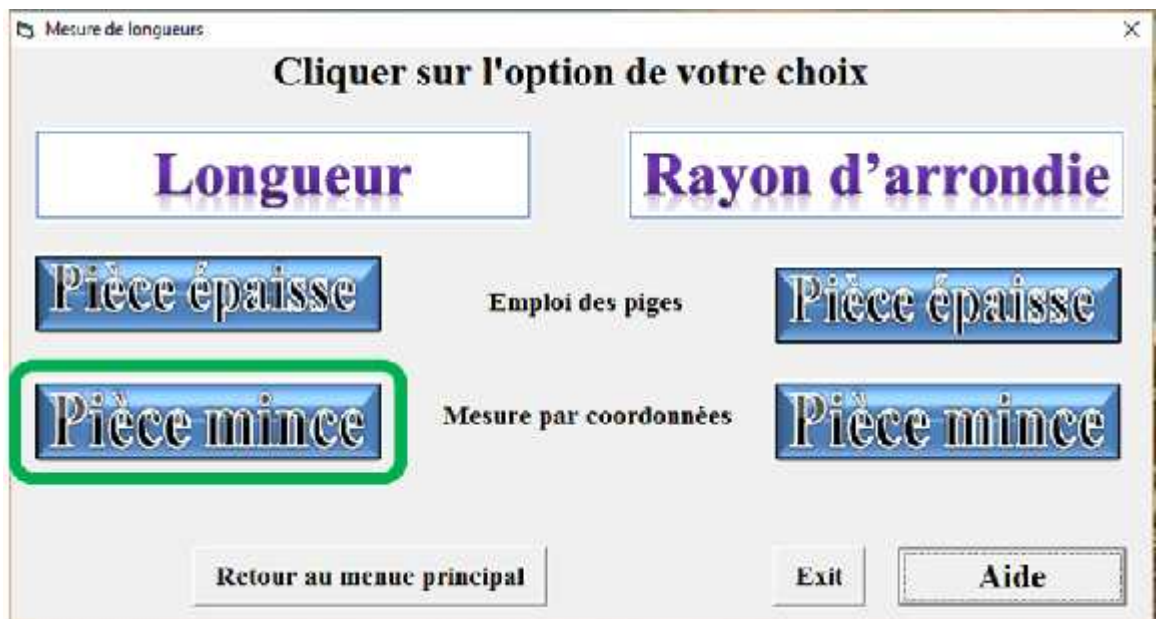 Mesure de longueurs
Cliquer sur l'option de votre choix
Longueur
Rayon d’arrondie
Pièce épaisse
Emploi des piges
Pièce épaisse
Pièce mince
Mesure par coordonnées
Pièce mince
Retour au menue principal
Exit
Aide